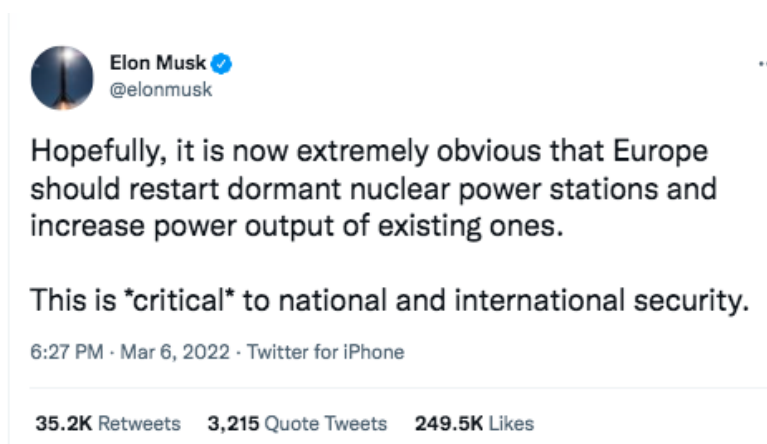 Elon Musk
@elonmusk
Hopefully, it is now extremely obvious that Europe
should restart dormant nuclear power stations and
increase power output of existing ones.
This is *critical* to national and international security.
6:27 PM · Mar 6, 2022 · Twitter for iPhone
35.2K Retweets 3,215 Quote Tweets 249.5K Likes